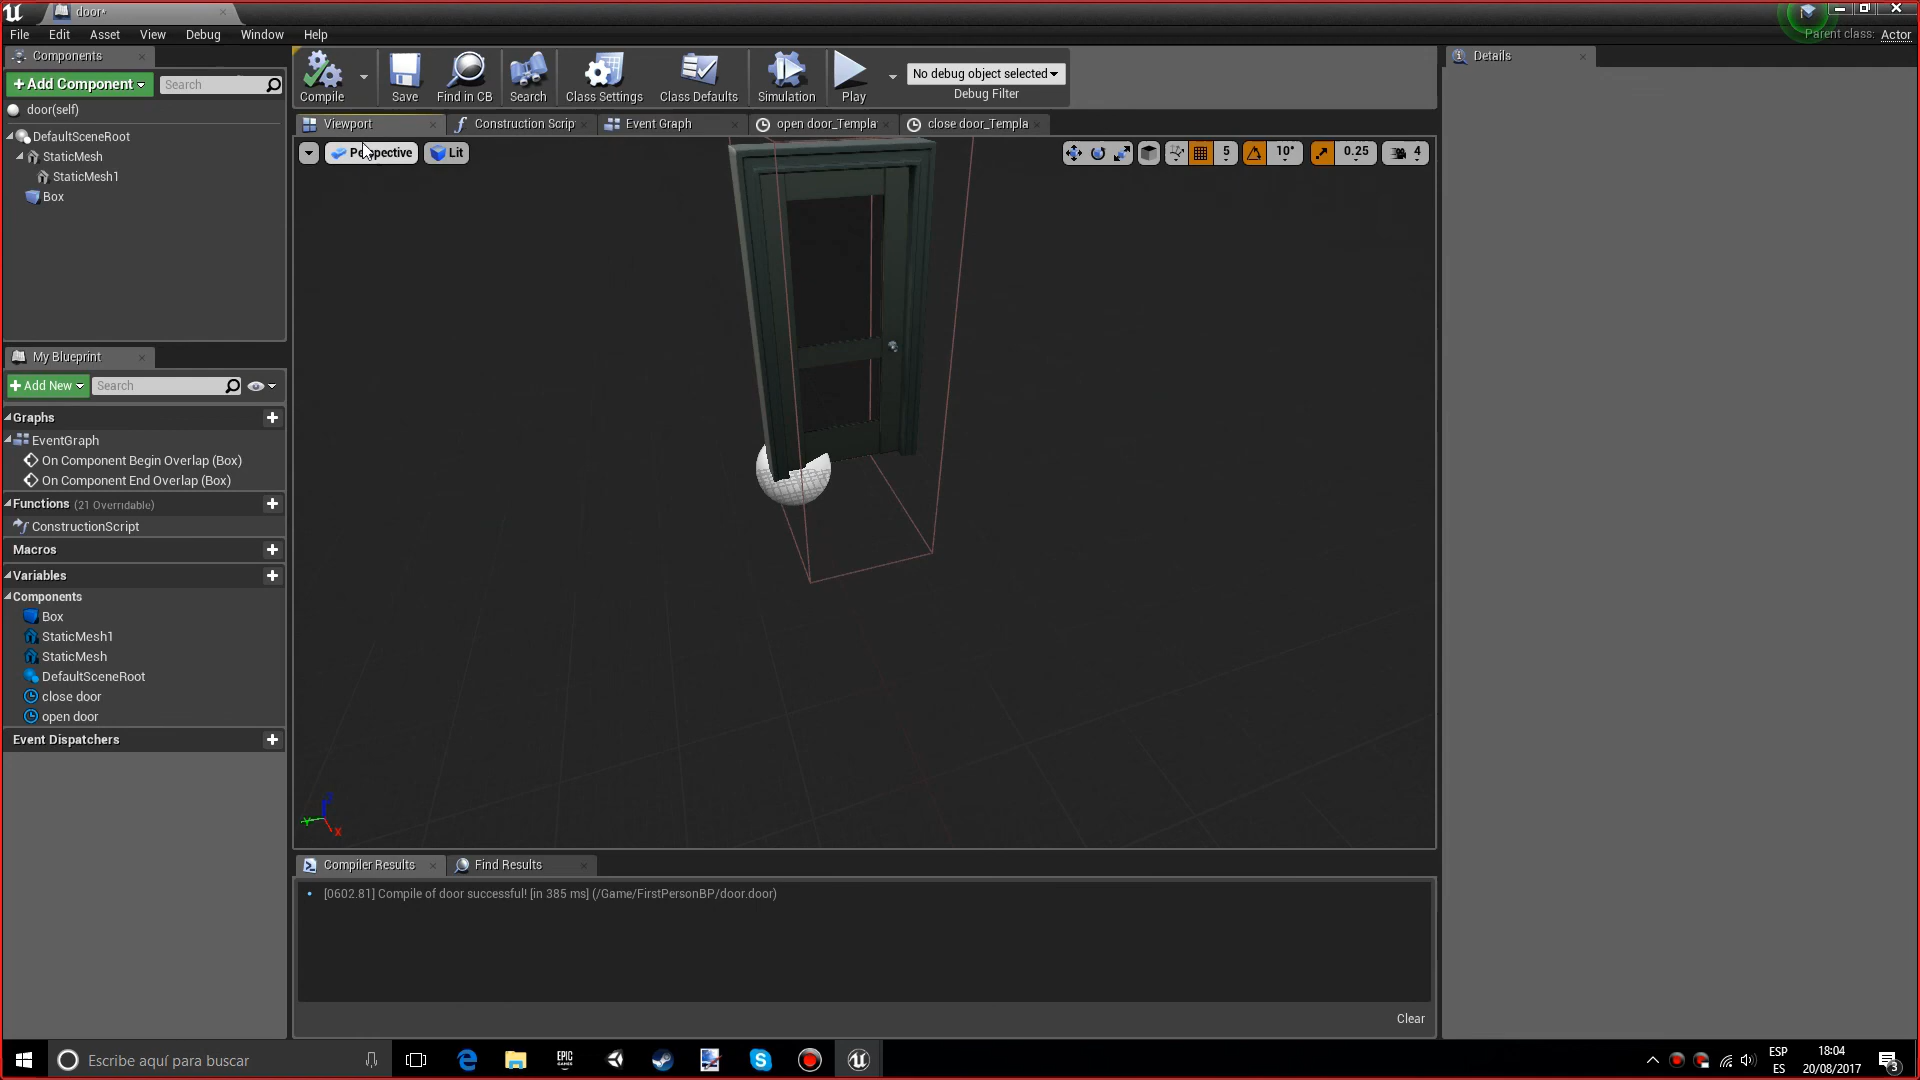 door*
File Edit Asset View Debug Window Help
Parent class: Actor
Components
+ Add Component
Search
door(self)
DefaultSceneRoot
StaticMesh
StaticMesh1
Box
My Blueprint
+ Add New
Search
Graphs
EventGraph
On Component Begin Overlap (Box)
On Component End Overlap (Box)
Functions (21 Overridable)
ConstructionScript
Macros
Variables
Components
Box
StaticMesh1
StaticMesh
DefaultSceneRoot
close door
open door
Event Dispatchers
Compile
Save
Find in CB
Search
Class Settings
Class Defaults
Simulation
Play
No debug object selected
Debug Filter
Viewport
Construction Scrip
Event Graph
open door_Templa
close door_Templa
Perspective
Lit
5
10°
0.25
4
Z
Y
X
Compiler Results
Find Results
[0602.81] Compile of door successful! [in 385 ms] (/Game/FirstPersonBP/door.door)
Clear
Details
Escribe aquí para buscar
EPIC
GAMES
ESP
ES
18:04
20/08/2017
3